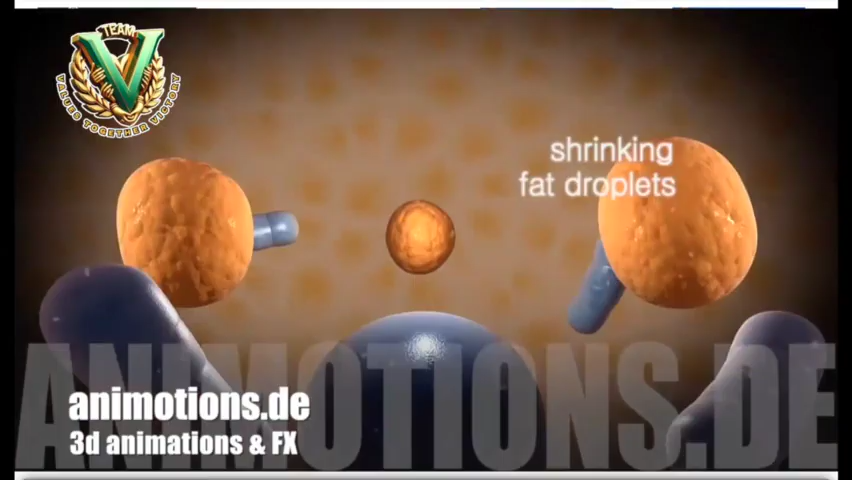 TEAM
V
VALUES TOGETHER VICTORY
shrinking
fat droplets
ANIMOTIONS.DE
animotions.de
3d animations & FX